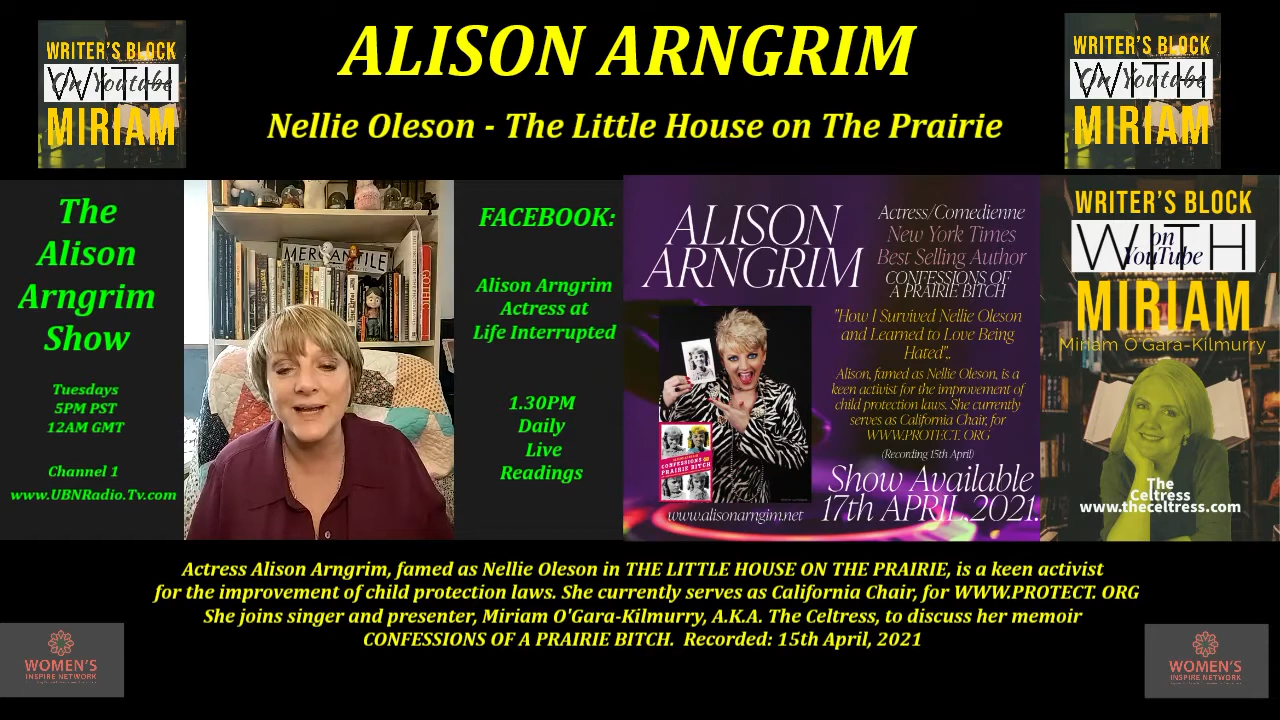 WRITER'S BLOCK
WITH
On Youtube
MIRIAM
ALISON ARNGRIM
Nellie Oleson - The Little House on The Prairie
WRITER'S BLOCK
WITH
On Youtube
MIRIAM
The
Alison
Arngrim
Show
Tuesdays
5PM PST
12AM GMT
Channel 1
www.UBNRadio.Tv.com
MERCANTILE
GOTHIC
FACEBOOK:
Alison Arngrim
Actress at
Life Interrupted
1.30PM
Daily
Live
Readings
ALISON
ARNGRIM
Actress/Comedienne
New York Times
Best Selling Author
CONFESSIONS OF
A PRAIRIE BITCH
"How I Survived Nellie Oleson
and Learned to Love Being
Hated"..
Alison, famed as Nellie Oleson, is a
keen activist for the improvement of
child protection laws. She currently
serves as California Chair, for
WWW.PROTECT. ORG
(Recording 15th April)
Show Available
17th APRIL,2021.
CONFESSIONS OF
PRAIRIE BITCH
www.alisonarngim.net
WRITER'S BLOCK
WITH
on
YouTube
MIRIAM
Miriam O'Gara-Kilmurry
The
Celtress
www.theceltress.com
Actress Alison Arngrim, famed as Nellie Oleson in THE LITTLE HOUSE ON THE PRAIRIE, is a keen activist
for the improvement of child protection laws. She currently serves as California Chair, for WWW.PROTECT. ORG
She joins singer and presenter, Miriam O'Gara-Kilmurry, A.K.A. The Celtress, to discuss her memoir
CONFESSIONS OF A PRAIRIE BITCH.  Recorded: 15th April, 2021
WOMEN'S
INSPIRE NETWORK
WOMEN'S
INSPIRE NETWORK